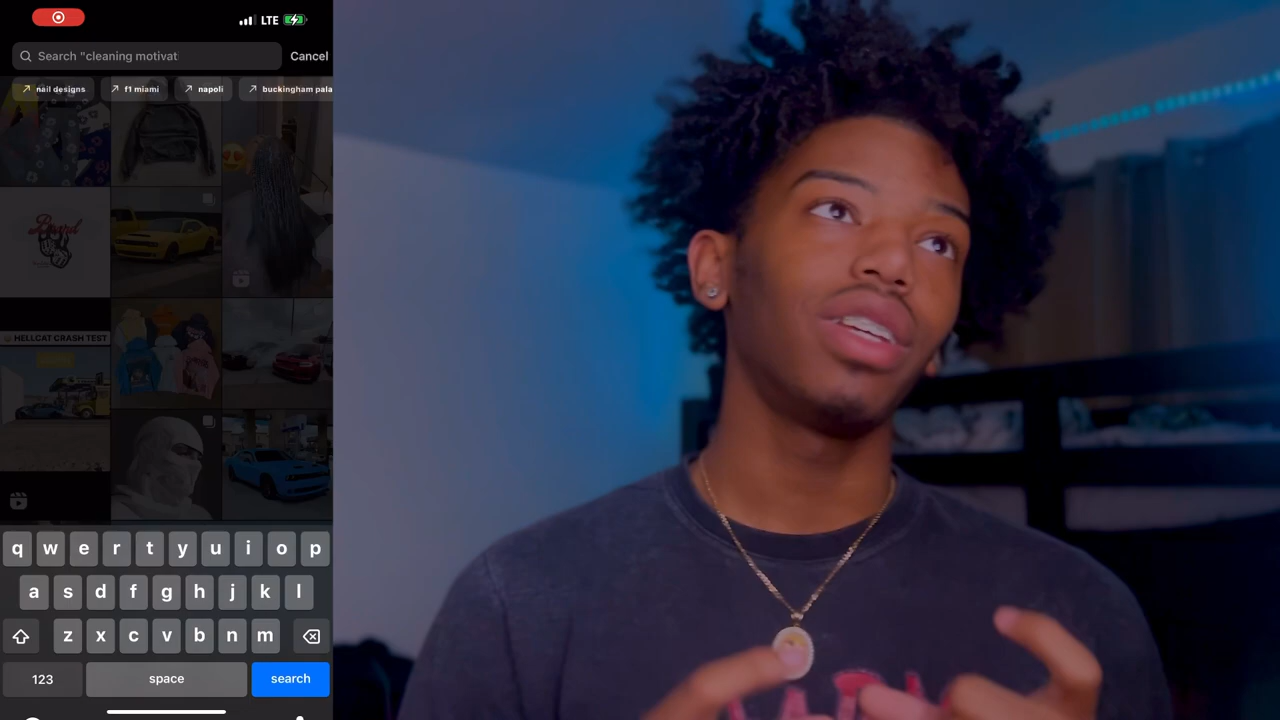 LTE
Search "cleaning motivat
Cancel
nail designs
f1 miami
napoli
buckingham pala
HELLCAT CRASH TEST
q w e r t y u i o p
a s d f g h j k l
z x c v b n m
123
space
search